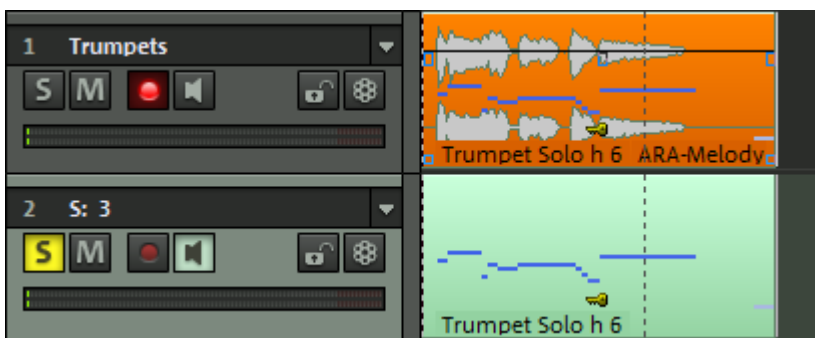 1 Trumpets
S M
Trumpet Solo h 6 ARA-Melody
2 S: 3
S M
Trumpet Solo h 6